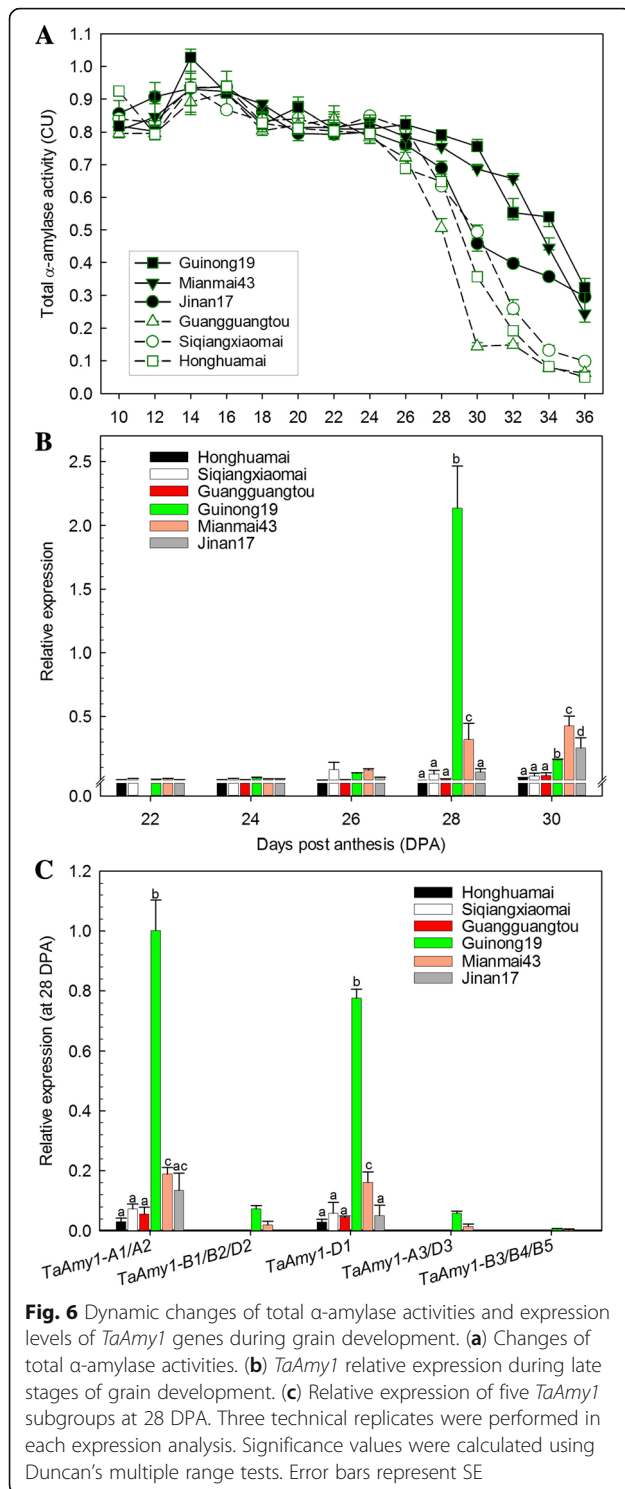 A
Total α-amylase activity (CU)
1.1
1.0
0.9
0.8
0.7
0.6
0.5
0.4
0.3
0.2
0.1
0.0
Guinong19
Mianmai43
Jinan17
Guangguangtou
Siqiangxiaomai
Honghuamai
10 12 14 16 18 20 22 24 26 28 30 32 34 36
B
Relative expression
2.5
2.0
1.5
1.0
0.5
0.0
Honghuamai
Siqiangxiaomai
Guangguangtou
Guinong19
Mianmai43
Jinan17
a a a b c a
a a a b c d
22 24 26 28 30
Days post anthesis (DPA)
C
Relative expression (at 28 DPA)
1.2
1.0
0.8
0.6
0.4
0.2
0.0
Honghuamai
Siqiangxiaomai
Guangguangtou
Guinong19
Mianmai43
Jinan17
a a a b c ac
a a a b c a
TaAmy1-A1/A2
TaAmy1-B1/B2/D2
TaAmy1-D1
TaAmy1-A3/D3
TaAmy1-B3/B4/B5
Fig. 6 Dynamic changes of total α-amylase activities and expression
levels of TaAmy1 genes during grain development. (a) Changes of
total α-amylase activities. (b) TaAmy1 relative expression during late
stages of grain development. (c) Relative expression of five TaAmy1
subgroups at 28 DPA. Three technical replicates were performed in
each expression analysis. Significance values were calculated using
Duncan's multiple range tests. Error bars represent SE